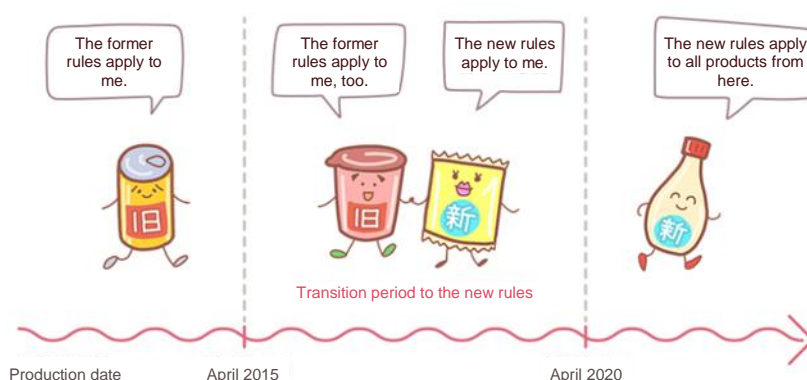 The former
rules apply to
me.
The former
rules apply to
me, too.
The new rules
apply to me.
The new rules apply
to all products from
here.
旧
旧
新
新
Transition period to the new rules
Production date
April 2015
April 2020